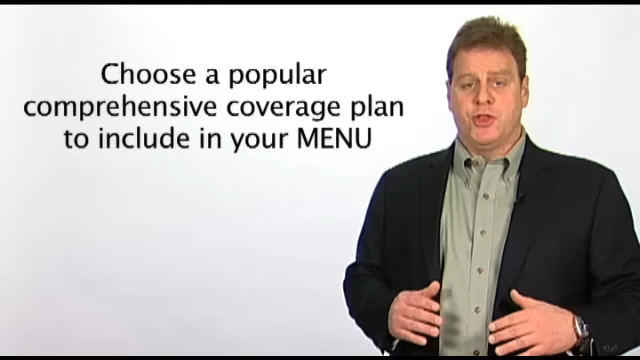 Choose a popular
comprehensive coverage plan
to include in your MENU